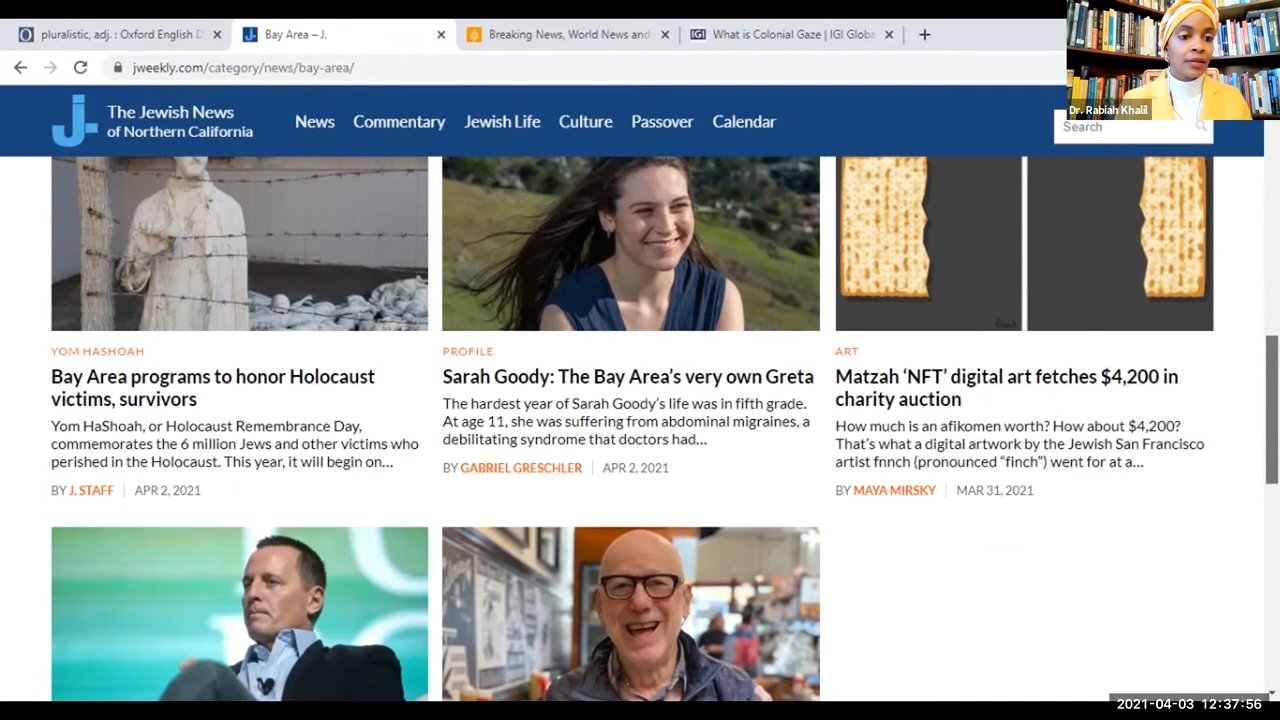 pluralistic, adj. : Oxford English D
Bay Area – J.
Breaking News, World News and
IGI
What is Colonial Gaze | IGI Globa
jweekly.com/category/news/bay-area/
Dr. Rabiah Khalil
J.
The Jewish News
of Northern California
News
Commentary
Jewish Life
Culture
Passover
Calendar
Search
YOM HASHOAH
Bay Area programs to honor Holocaust
victims, survivors
Yom HaShoah, or Holocaust Remembrance Day,
commemorates the 6 million Jews and other victims who
perished in the Holocaust. This year, it will begin on...
BY J. STAFF
APR 2, 2021
PROFILE
Sarah Goody: The Bay Area’s very own Greta
The hardest year of Sarah Goody’s life was in fifth grade.
At age 11, she was suffering from abdominal migraines, a
debilitating syndrome that doctors had...
BY GABRIEL GRESCHLER
APR 2, 2021
ART
Matzah ‘NFT’ digital art fetches $4,200 in
charity auction
How much is an afikomen worth? How about $4,200?
That’s what a digital artwork by the Jewish San Francisco
artist fnnch (pronounced “finch”) went for at a...
BY MAYA MIRSKY
MAR 31, 2021
2021-04-03 12:37:56